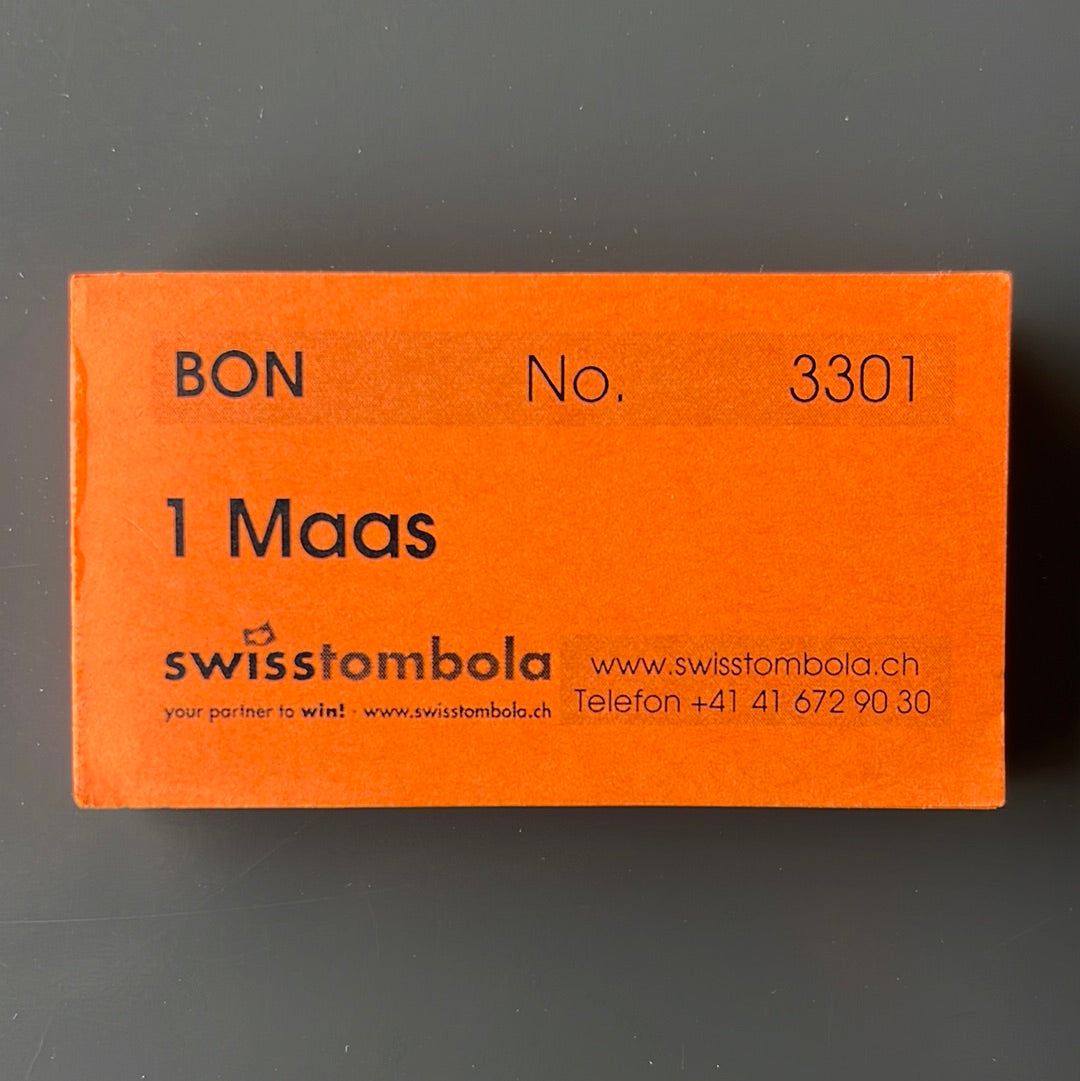 BON No. 3301
1 Maas
swisstombola
your partner to win! · www.swisstombola.ch
www.swisstombola.ch
Telefon +41 41 672 90 30